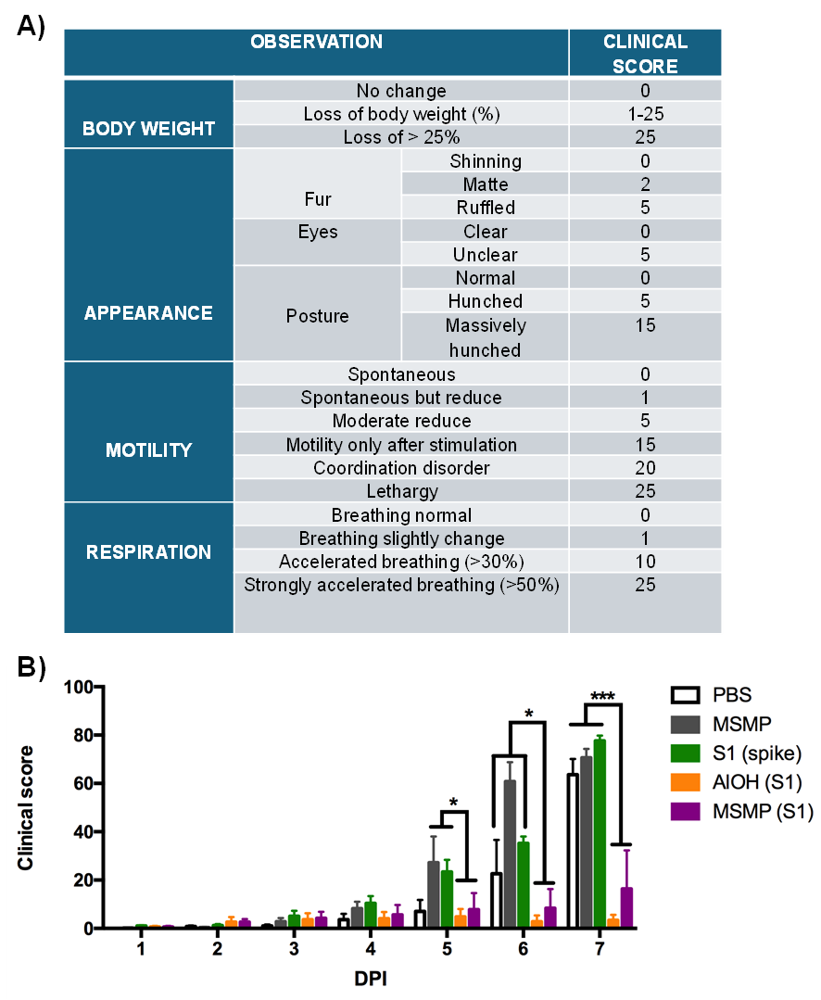 A)
OBSERVATION CLINICAL
SCORE
No change 0
BODY WEIGHT Loss of body weight (%) 1-25
Loss of > 25% 25
Shinning 0
Fur Matte 2
Ruffled 5
Eyes Clear 0
Unclear 5
APPEARANCE Normal 0
Posture Hunched 5
Massively 15
hunched
Spontaneous 0
Spontaneous but reduce 1
Moderate reduce 5
MOTILITY Motility only after stimulation 15
Coordination disorder 20
Lethargy 25
Breathing normal 0
RESPIRATION Breathing slightly change 1
Accelerated breathing (>30%) 10
Strongly accelerated breathing (>50%) 25
B)
Clinical score
100
80
60
40
20
0
* * ***
1 2 3 4 5 6 7
DPI
PBS
MSMP
S1 (spike)
AlOH (S1)
MSMP (S1)